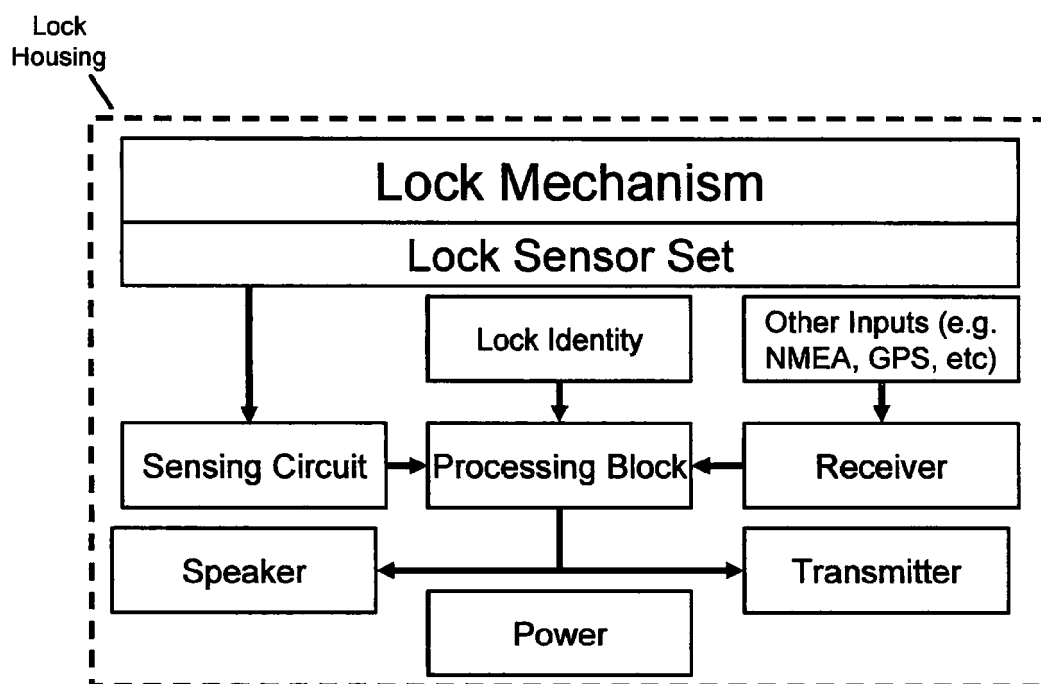 Lock
Housing
Lock Mechanism
Lock Sensor Set
Lock Identity
Other Inputs (e.g.
NMEA, GPS, etc)
Sensing Circuit
Processing Block
Receiver
Speaker
Transmitter
Power